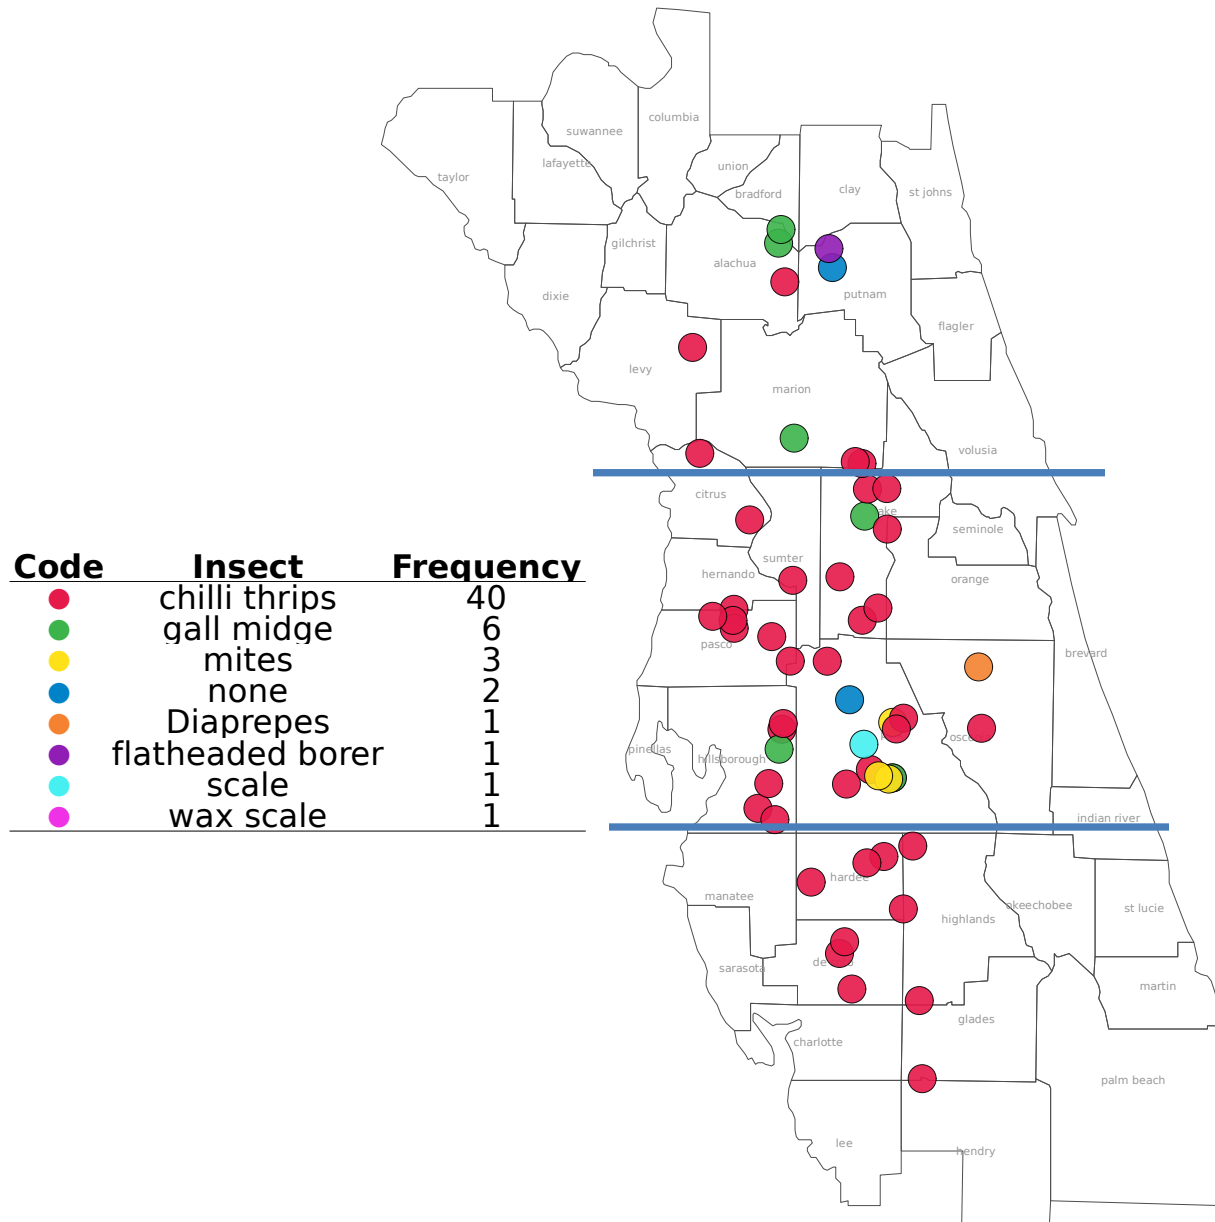 columbia
suwannee
lafayette
union
taylor
bradford
clay
st johns
gilchrist
alachua
dixie
putnam
flagler
levy
marion
volusia
citrus
seminole
sumter
hernando
orange
pasco
brevard
pinellas
hillsborough
indian river
Code Insect Frequency
chilli thrips 40
gall midge 6
mites 3
none 2
Diaprepes 1
flatheaded borer 1
scale 1
wax scale 1
hardee
manatee
okeechobee
st lucie
highlands
sarasota
martin
glades
charlotte
palm beach
lee
hendry